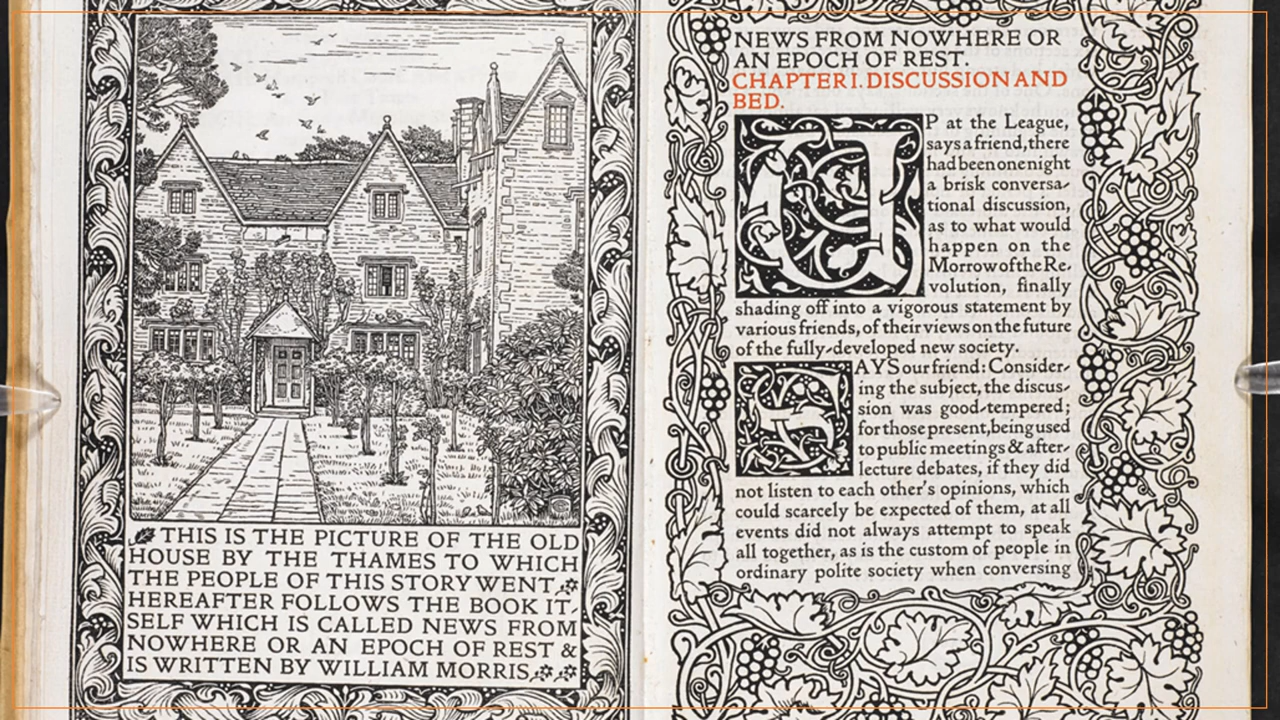 THIS IS THE PICTURE OF THE OLD
HOUSE BY THE THAMES TO WHICH
THE PEOPLE OF THIS STORY WENT
HEREAFTER FOLLOWS THE BOOK IT-
SELF WHICH IS CALLED NEWS FROM
NOWHERE OR AN EPOCH OF REST &
IS WRITTEN BY WILLIAM MORRIS
NEWS FROM NOWHERE OR
AN EPOCH OF REST.
CHAPTER I. DISCUSSION AND
BED.
UP at the League,
says a friend, there
had been one night
a brisk conversa-
tional discussion,
as to what would
happen on the
Morrow of the Re-
volution, finally
shading off into a vigorous statement by
various friends, of their views on the future
of the fully-developed new society.
SAYS our friend: Consider-
ing the subject, the discus-
sion was good-tempered;
for those present, being used
to public meetings & after-
lecture debates, if they did
not listen to each other's opinions, which
could scarcely be expected of them, at all
events did not always attempt to speak
all together, as is the custom of people in
ordinary polite society when conversing